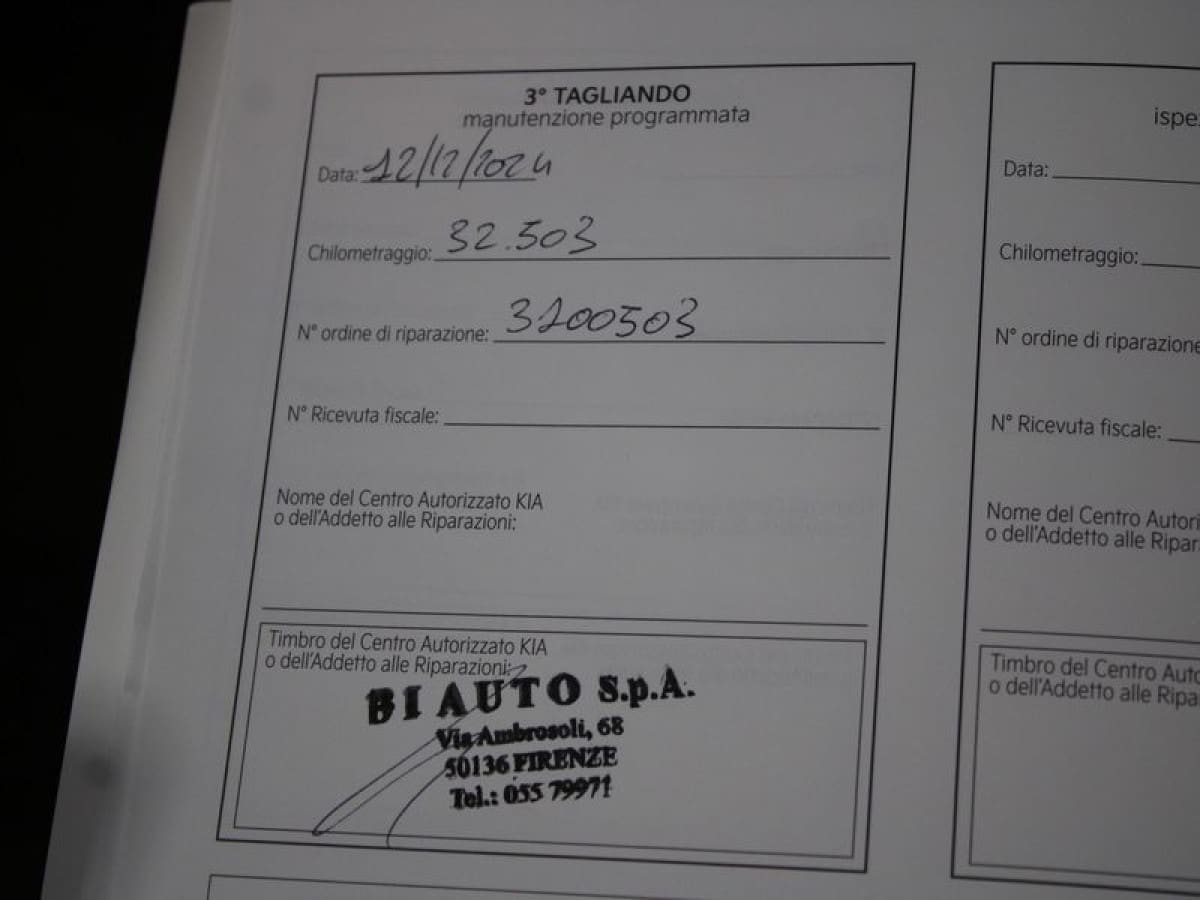 3° TAGLIANDO
manutenzione programmata
Data: 12/12/2024
Chilometraggio: 32.503
N° ordine di riparazione: 3200503
N° Ricevuta fiscale:
Nome del Centro Autorizzato KIA
o dell'Addetto alle Riparazioni:
Timbro del Centro Autorizzato KIA
o dell'Addetto alle Riparazioni:
BI AUTO S.p.A.
Via Ambrosoli, 68
50136 FIRENZE
Tel.: 055 79971
ispe
Data:
Chilometraggio:
N° ordine di riparazione
N° Ricevuta fiscale:
Nome del Centro Autori
o dell'Addetto alle Ripar
Timbro del Centro Auto
o dell'Addetto alle Ripa